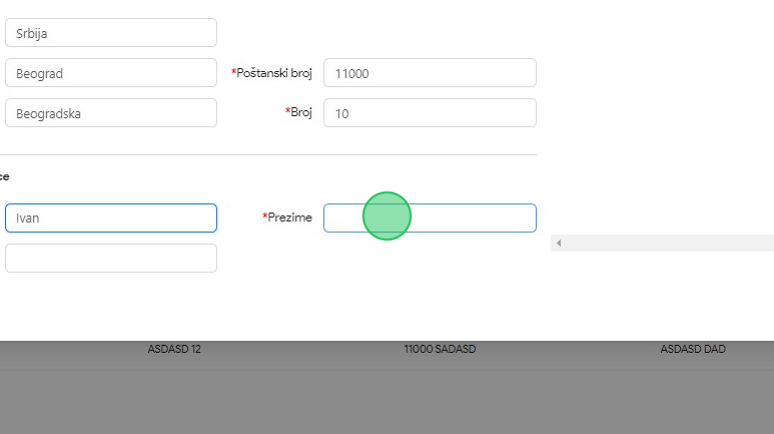 Srbija
Beograd *Poštanski broj 11000
Beogradska *Broj 10
ce
Ivan *Prezime
ASDASD 12 11000 SADASD ASDASD DAD